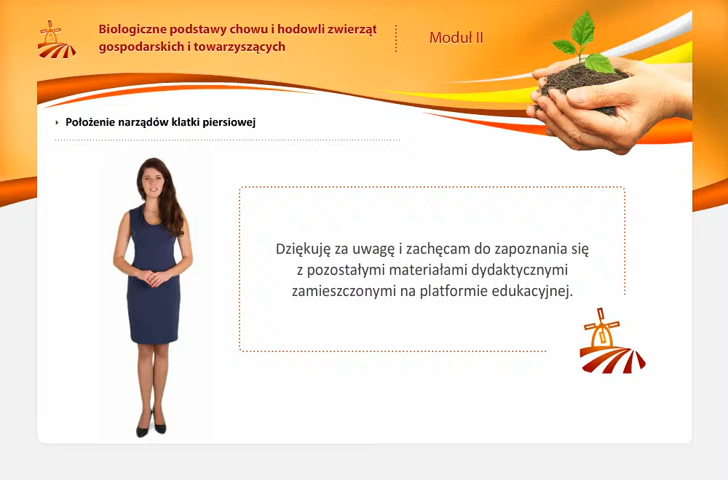 Biologiczne podstawy chowu i hodowli zwierząt
gospodarskich i towarzyszących
Moduł II
Położenie narządów klatki piersiowej
Dziękuję za uwagę i zachęcam do zapoznania się
z pozostałymi materiałami dydaktycznymi
zamieszczonymi na platformie edukacyjnej.